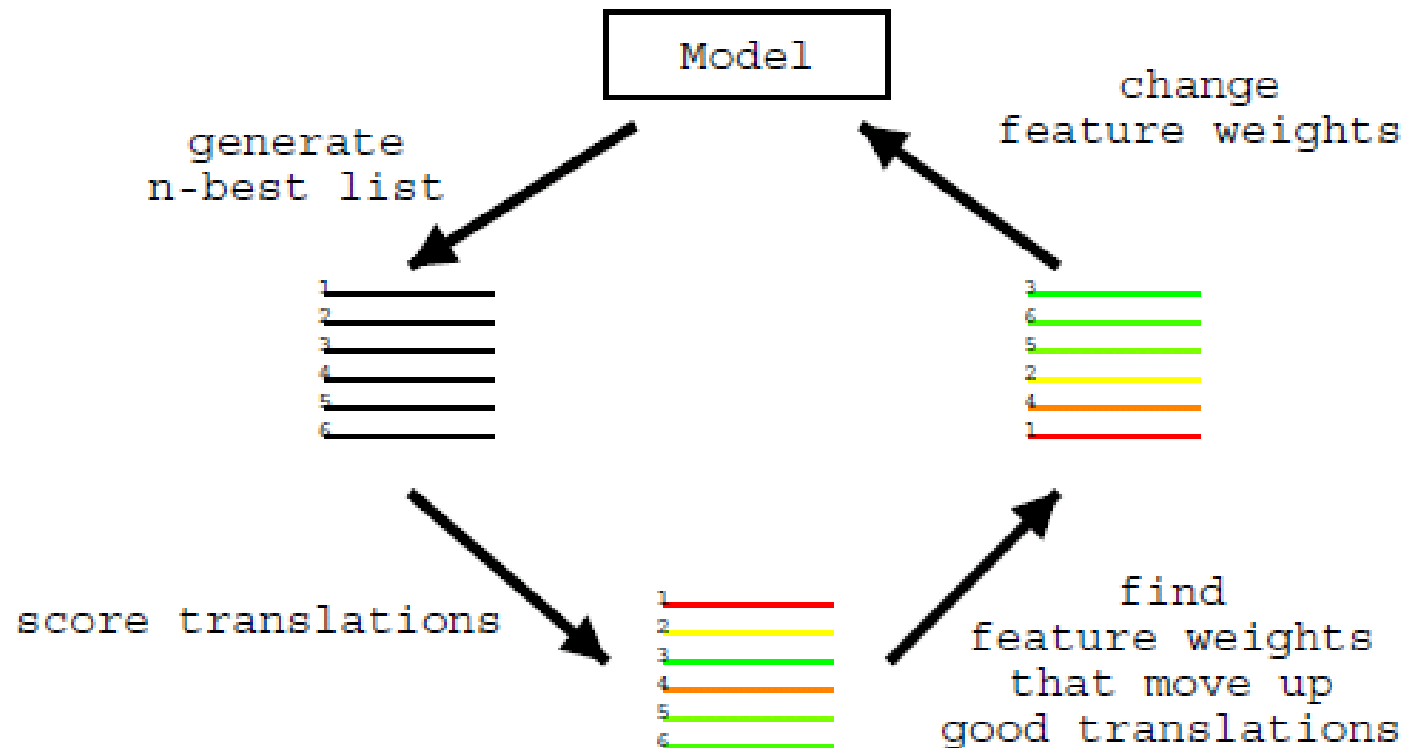 Model
change
feature weights
generate
n-best list
1
2
3
4
5
6
3
6
5
2
4
1
score translations
1
2
3
4
5
6
find
feature weights
that move up
good translations